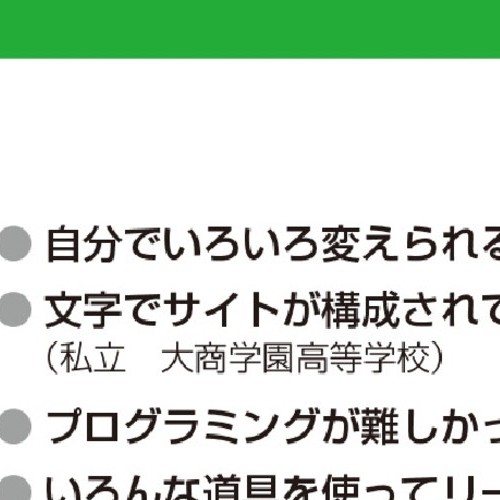 自分でいろいろ変えられる
文字でサイトが構成されて
（私立　大商学園高等学校）
プログラミングが難しかっ
いろんな道具を使ってリー